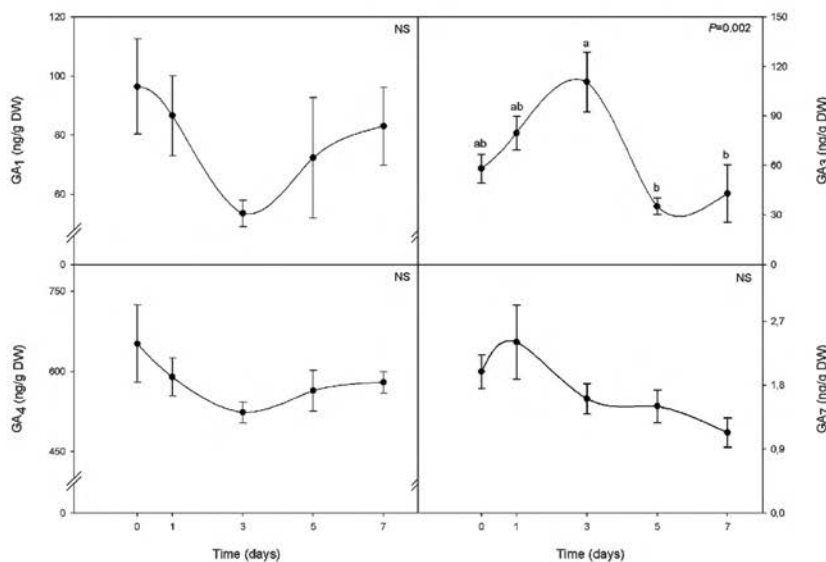 120
100
80
60
0
GA1 (ng/g DW)
NS
P=0.002
ab
ab
a
b
b
150
120
90
60
30
0
GA3 (ng/g DW)
750
600
450
0
GA4 (ng/g DW)
NS
NS
2,7
1,8
0,9
0,0
GA7 (ng/g DW)
0 1 3 5 7
0 1 3 5 7
Time (days)
Time (days)